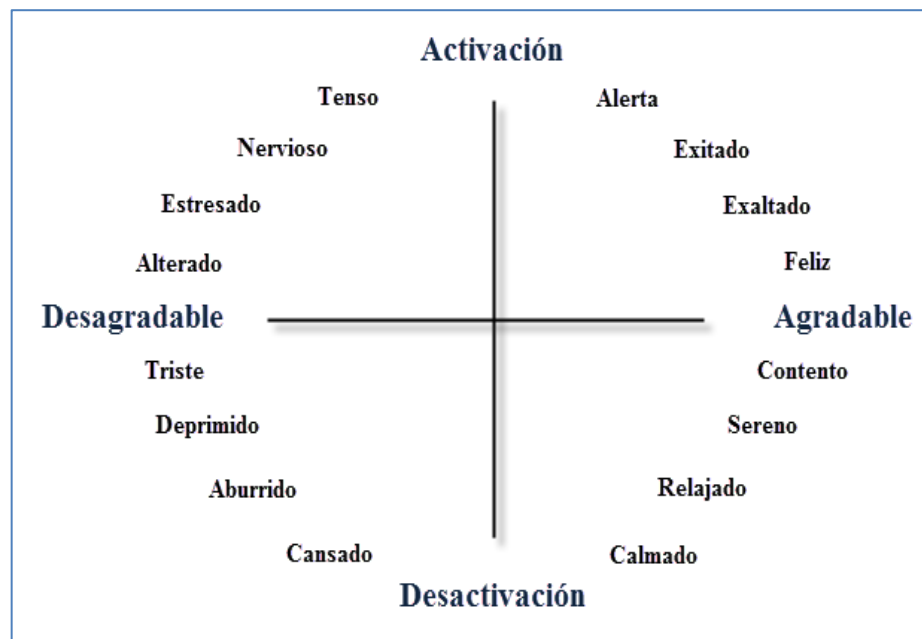 Activación
Tenso Alerta
Nervioso Exitado
Estresado Exaltado
Alterado Feliz
Desagradable Agradable
Triste Contento
Deprimido Sereno
Aburrido Relajado
Cansado Calmado
Desactivación